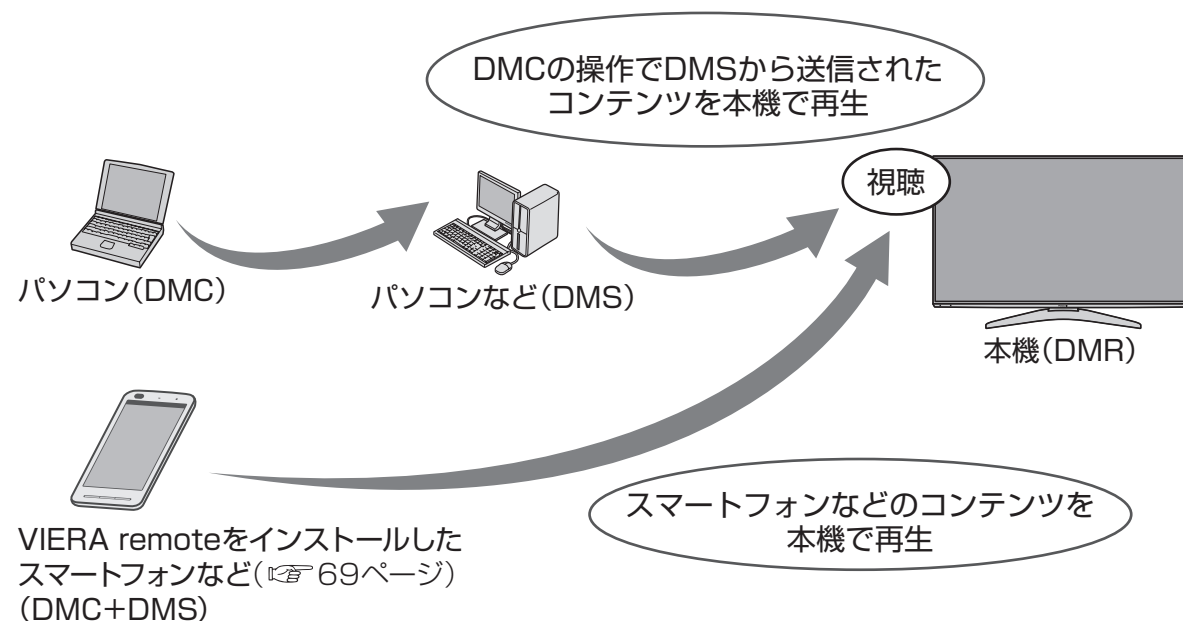 DMCの操作でDMSから送信された
コンテンツを本機で再生
視聴
パソコン(DMC)
パソコンなど(DMS)
本機(DMR)
スマートフォンなどのコンテンツを
本機で再生
VIERA remoteをインストールした
スマートフォンなど(☞69ページ)
(DMC+DMS)